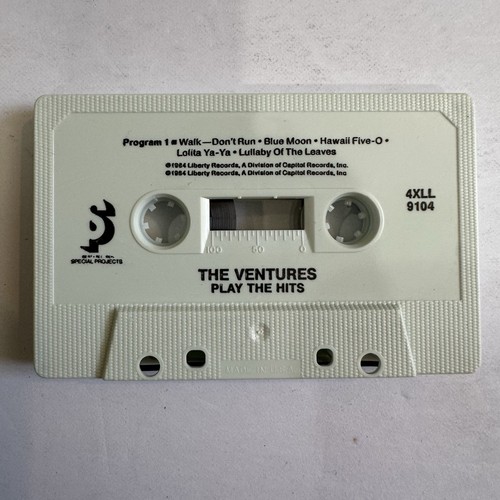 Program 1 ■ Walk—Don't Run • Blue Moon • Hawaii Five-O •
Lolita Ya-Ya • Lullaby Of The Leaves
℗1984 Liberty Records, A Division of Capitol Records, Inc.
©1984 Liberty Records, A Division of Capitol Records, Inc.
4XLL
9104
S
SPECIAL PROJECTS
100 50 0
THE VENTURES
PLAY THE HITS